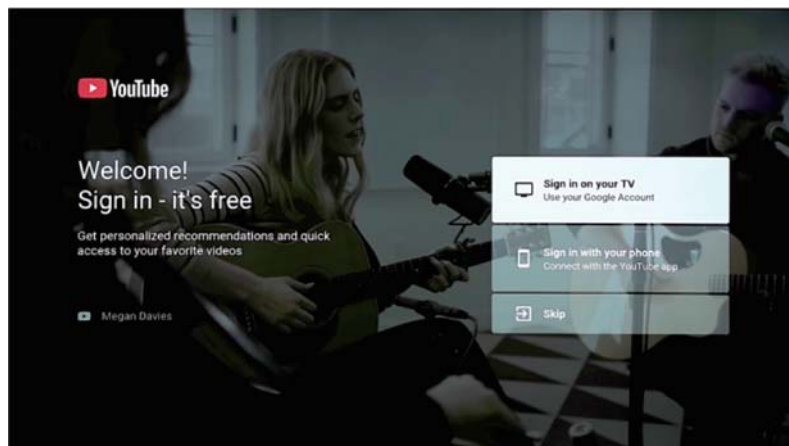 YouTube
Welcome!
Sign in - it's free
Get personalized recommendations and quick
access to your favorite videos
Megan Davies
Sign in on your TV
Use your Google Account
Sign in with your phone
Connect with the YouTube app
Skip